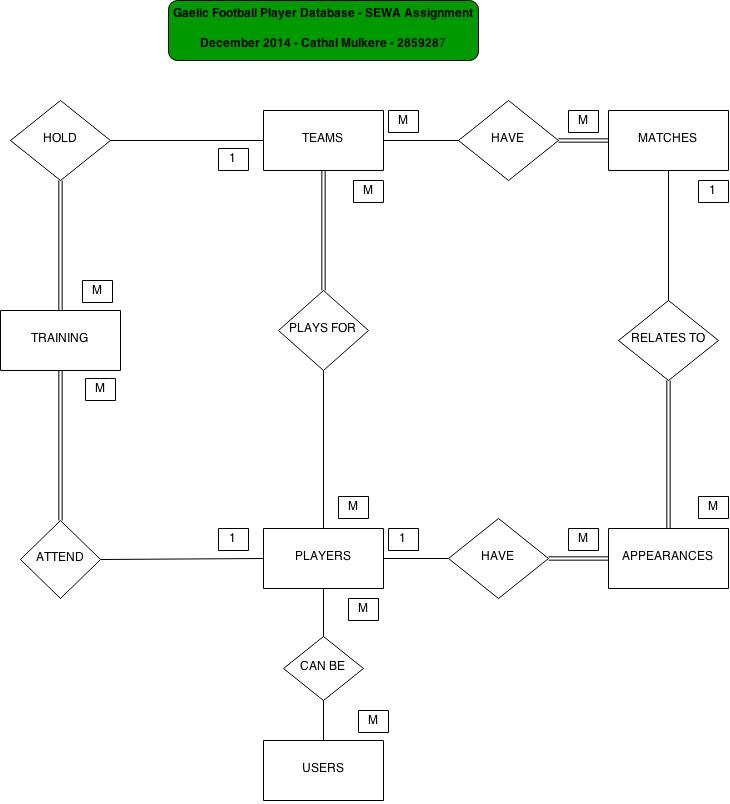 Gaelic Football Player Database - SEWA Assignment
December 2014 - Cathal Mulkere - 2859287
HOLD
TEAMS
M
HAVE
M
MATCHES
1
M
1
M
TRAINING
PLAYS FOR
RELATES TO
M
M
M
1
1
M
ATTEND
PLAYERS
HAVE
APPEARANCES
M
CAN BE
M
USERS